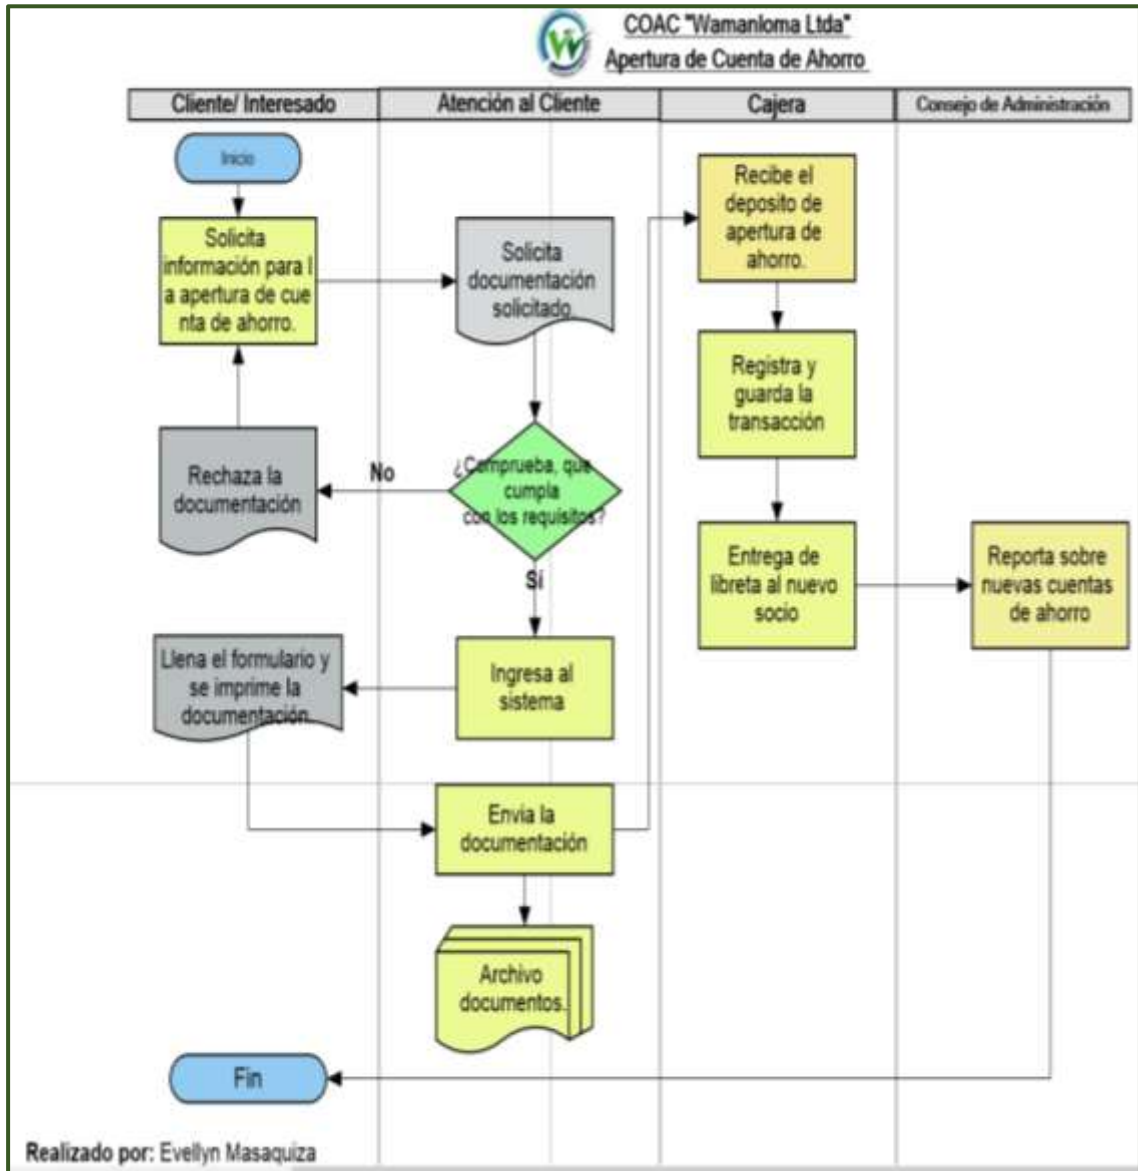 COAC "Wamanloma Ltda"
Apertura de Cuenta de Ahorro
Cliente/ Interesado
Atención al Cliente
Cajera
Consejo de Administración
Inicio
Solicita
información para l
a apertura de cue
nta de ahorro.
Solicita
documentación
solicitado
Recibe el
deposito de
apertura de
ahorro.
Registra y
guarda la
transacción
Rechaza la
documentación
No
¿Comprueba, que
cumpla
con los requisitos?
Sí
Entrega de
libreta al nuevo
socio
Reporta sobre
nuevas cuentas
de ahorro
Llena el formulario y
se imprime la
documentación
Ingresa al
sistema
Envia la
documentación
Archivo
documentos.
Fin
Realizado por: Evellyn Masaquiza